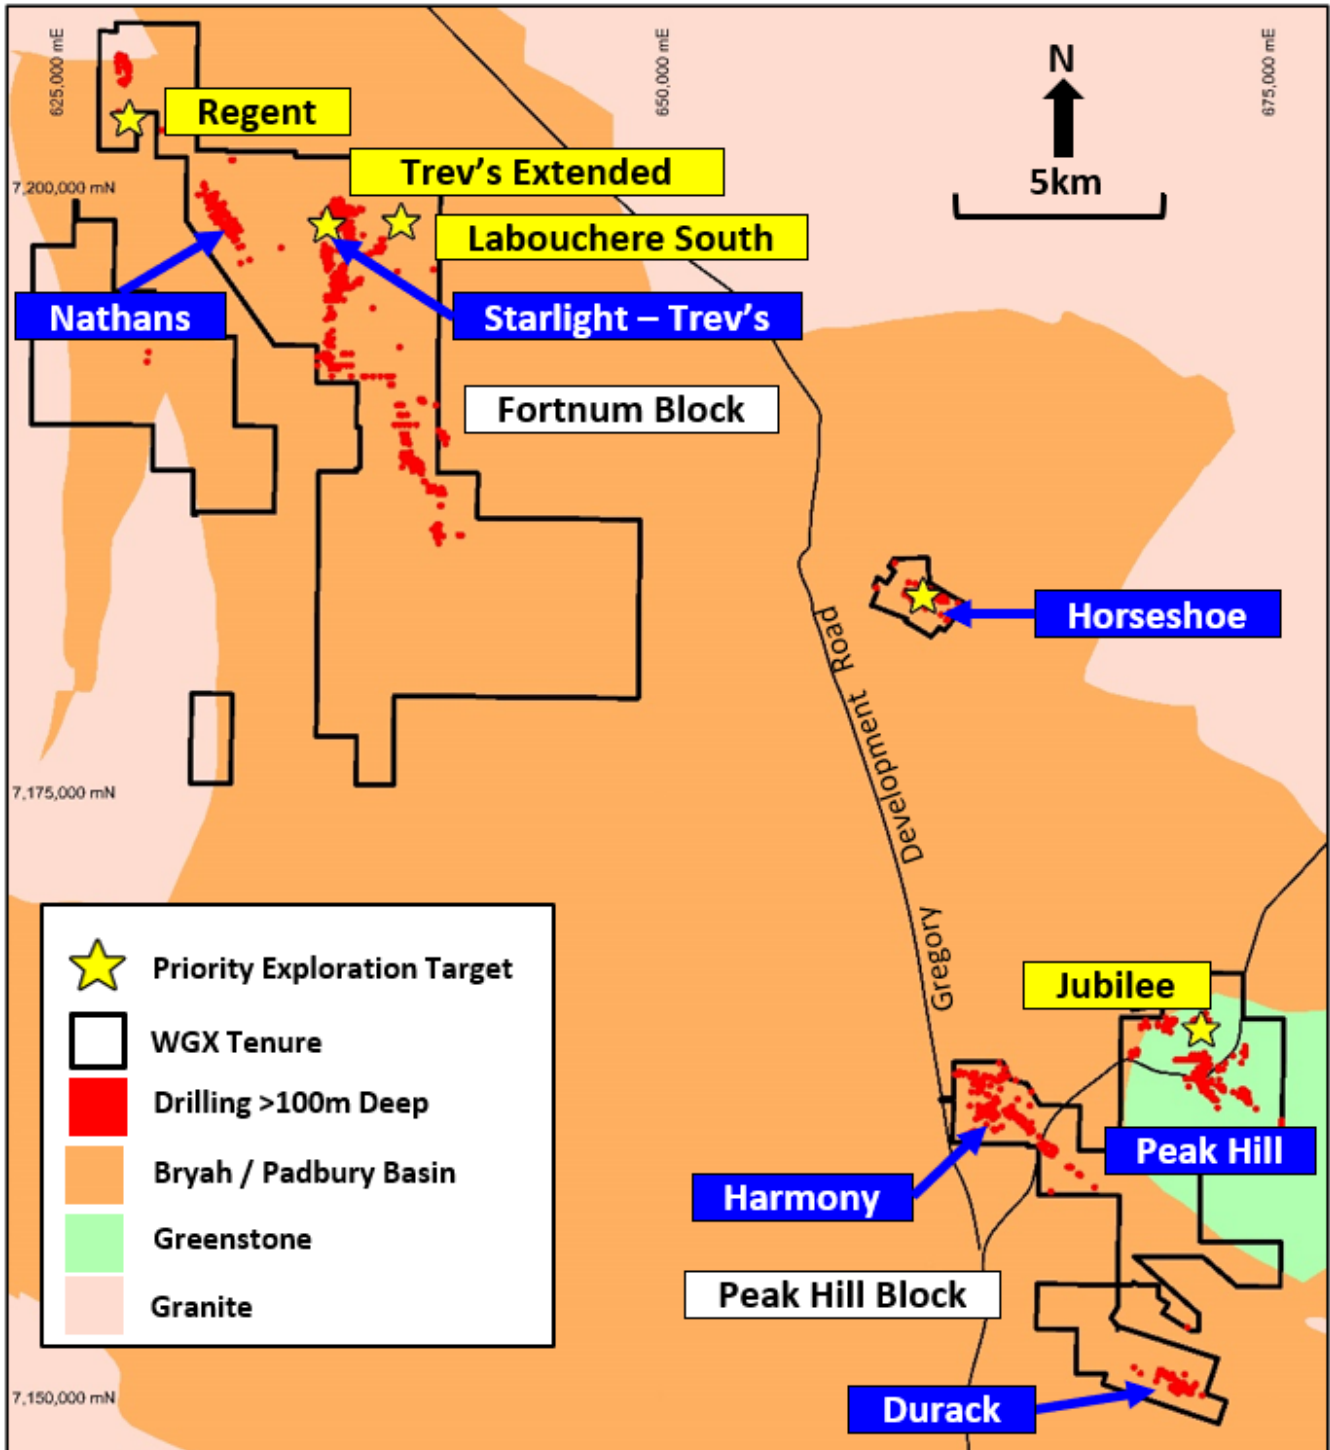 625,000 mE
650,000 mE
675,000 mE
N
5km
Regent
Trev’s Extended
7,200,000 mN
Labouchere South
Nathans
Starlight – Trev’s
Fortnum Block
Horseshoe
Gregory Development Road
7,175,000 mN
Priority Exploration Target
WGX Tenure
Drilling >100m Deep
Bryah / Padbury Basin
Greenstone
Granite
Jubilee
Peak Hill
Harmony
Peak Hill Block
7,150,000 mN
Durack